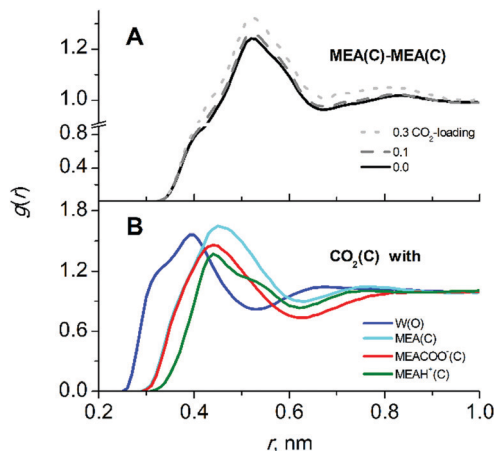 A
MEA(C)-MEA(C)
1.2
1.0
0.8
0.4
0.3 CO₂-loading
0.1
0.0
g(r)
B
CO₂(C) with
1.8
1.2
0.6
0.0
W(O)
MEA(C)
MEACOO⁻(C)
MEAH⁺(C)
0.2 0.4 0.6 0.8 1.0
r, nm